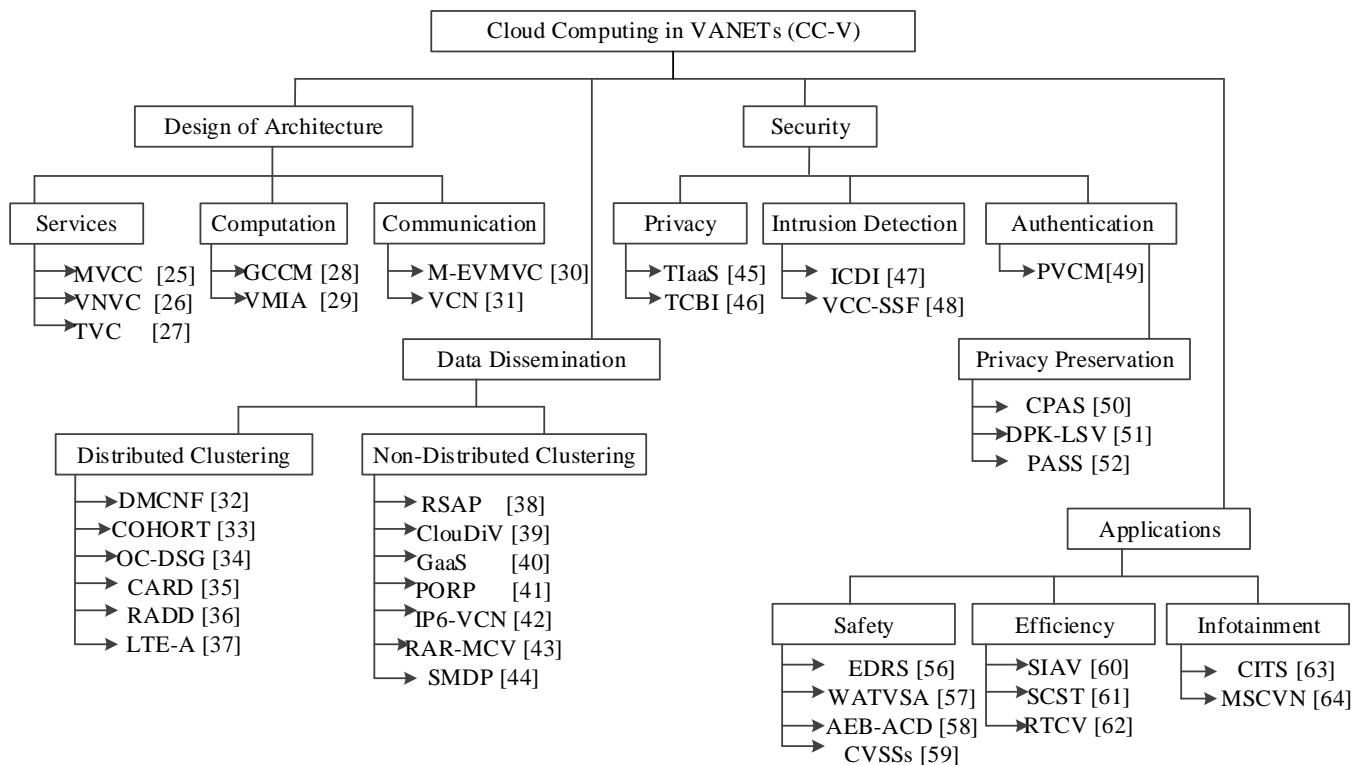 Cloud Computing in VANETs (CC-V)
Design of Architecture
Security
Services
Computation
Communication
Privacy
Intrusion Detection
Authentication
MVCC [25]
VNVC [26]
TVC [27]
GCCM [28]
VMIA [29]
M-EVMVC [30]
VCN [31]
TIaaS [45]
TCBI [46]
ICDI [47]
VCC-SSF [48]
PVCM[49]
Data Dissemination
Privacy Preservation
CPAS [50]
DPK-LSV [51]
PASS [52]
Distributed Clustering
Non-Distributed Clustering
DMCNF [32]
COHORT [33]
OC-DSG [34]
CARD [35]
RADD [36]
LTE-A [37]
RSAP [38]
ClouDiV [39]
GaaS [40]
PORP [41]
IP6-VCN [42]
RAR-MCV [43]
SMDP [44]
Applications
Safety
Efficiency
Infotainment
EDRS [56]
WATVSA [57]
AEB-ACD [58]
CVSSs [59]
SIAV [60]
SCST [61]
RTCV [62]
CITS [63]
MSCVN [64]